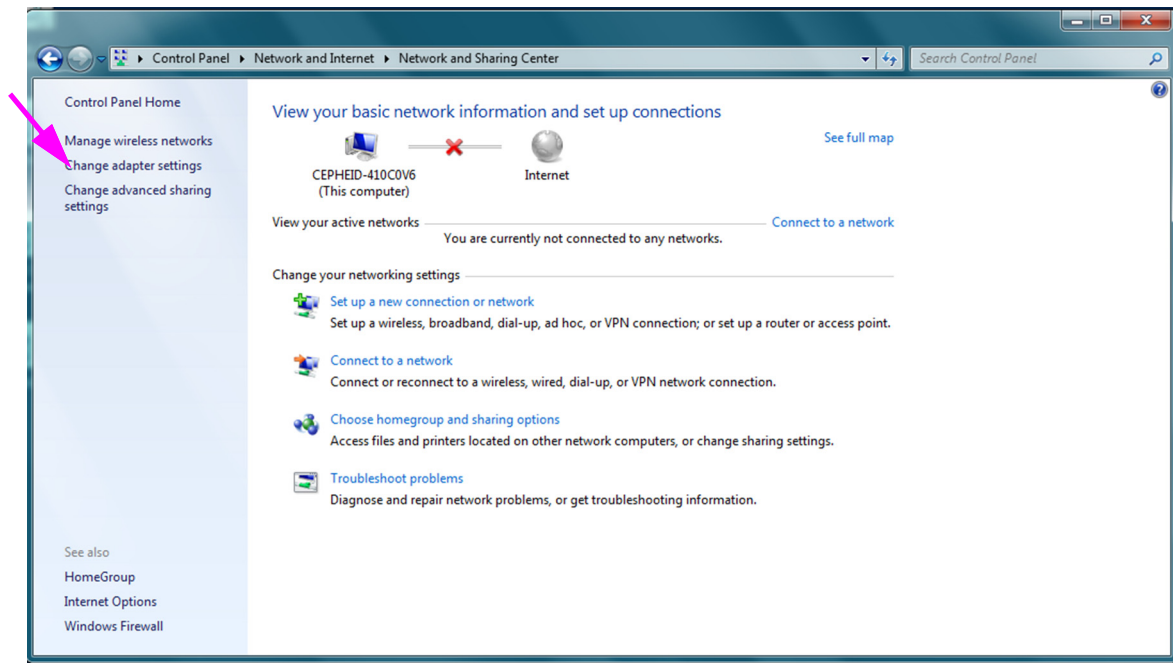 Control Panel Network and Internet Network and Sharing Center
Search Control Panel
Control Panel Home
Manage wireless networks
Change adapter settings
Change advanced sharing
settings
View your basic network information and set up connections
See full map
CEPHEID-410C0V6
(This computer)
Internet
View your active networks
Connect to a network
You are currently not connected to any networks.
Change your networking settings
Set up a new connection or network
Set up a wireless, broadband, dial-up, ad hoc, or VPN connection; or set up a router or access point.
Connect to a network
Connect or reconnect to a wireless, wired, dial-up, or VPN network connection.
Choose homegroup and sharing options
Access files and printers located on other network computers, or change sharing settings.
Troubleshoot problems
Diagnose and repair network problems, or get troubleshooting information.
See also
HomeGroup
Internet Options
Windows Firewall